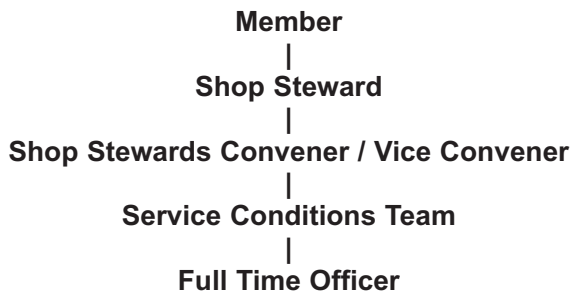 Member
|
Shop Steward
|
Shop Stewards Convener / Vice Convener
|
Service Conditions Team
|
Full Time Officer